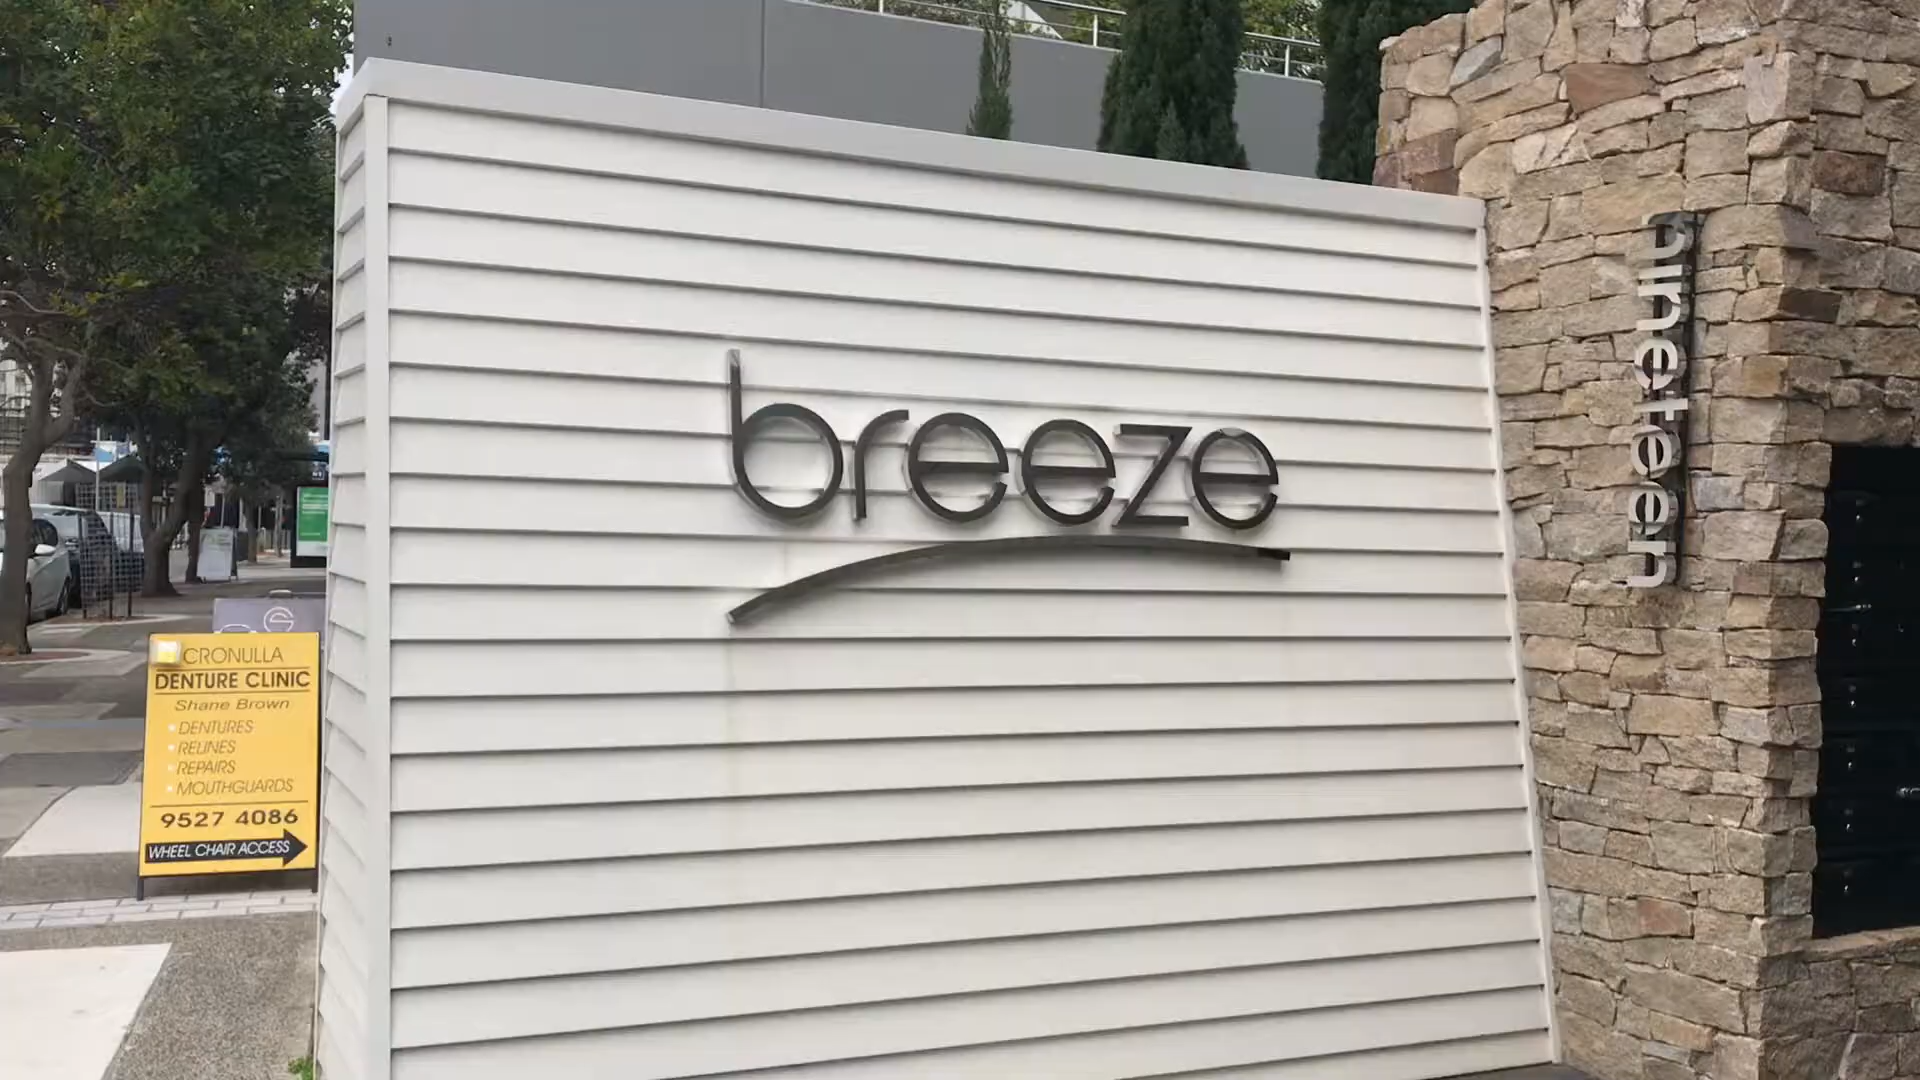 breeze
nineteen
CRONULLA
DENTURE CLINIC
Shane Brown
• DENTURES
• RELINES
• REPAIRS
• MOUTHGUARDS
9527 4086
WHEEL CHAIR ACCESS